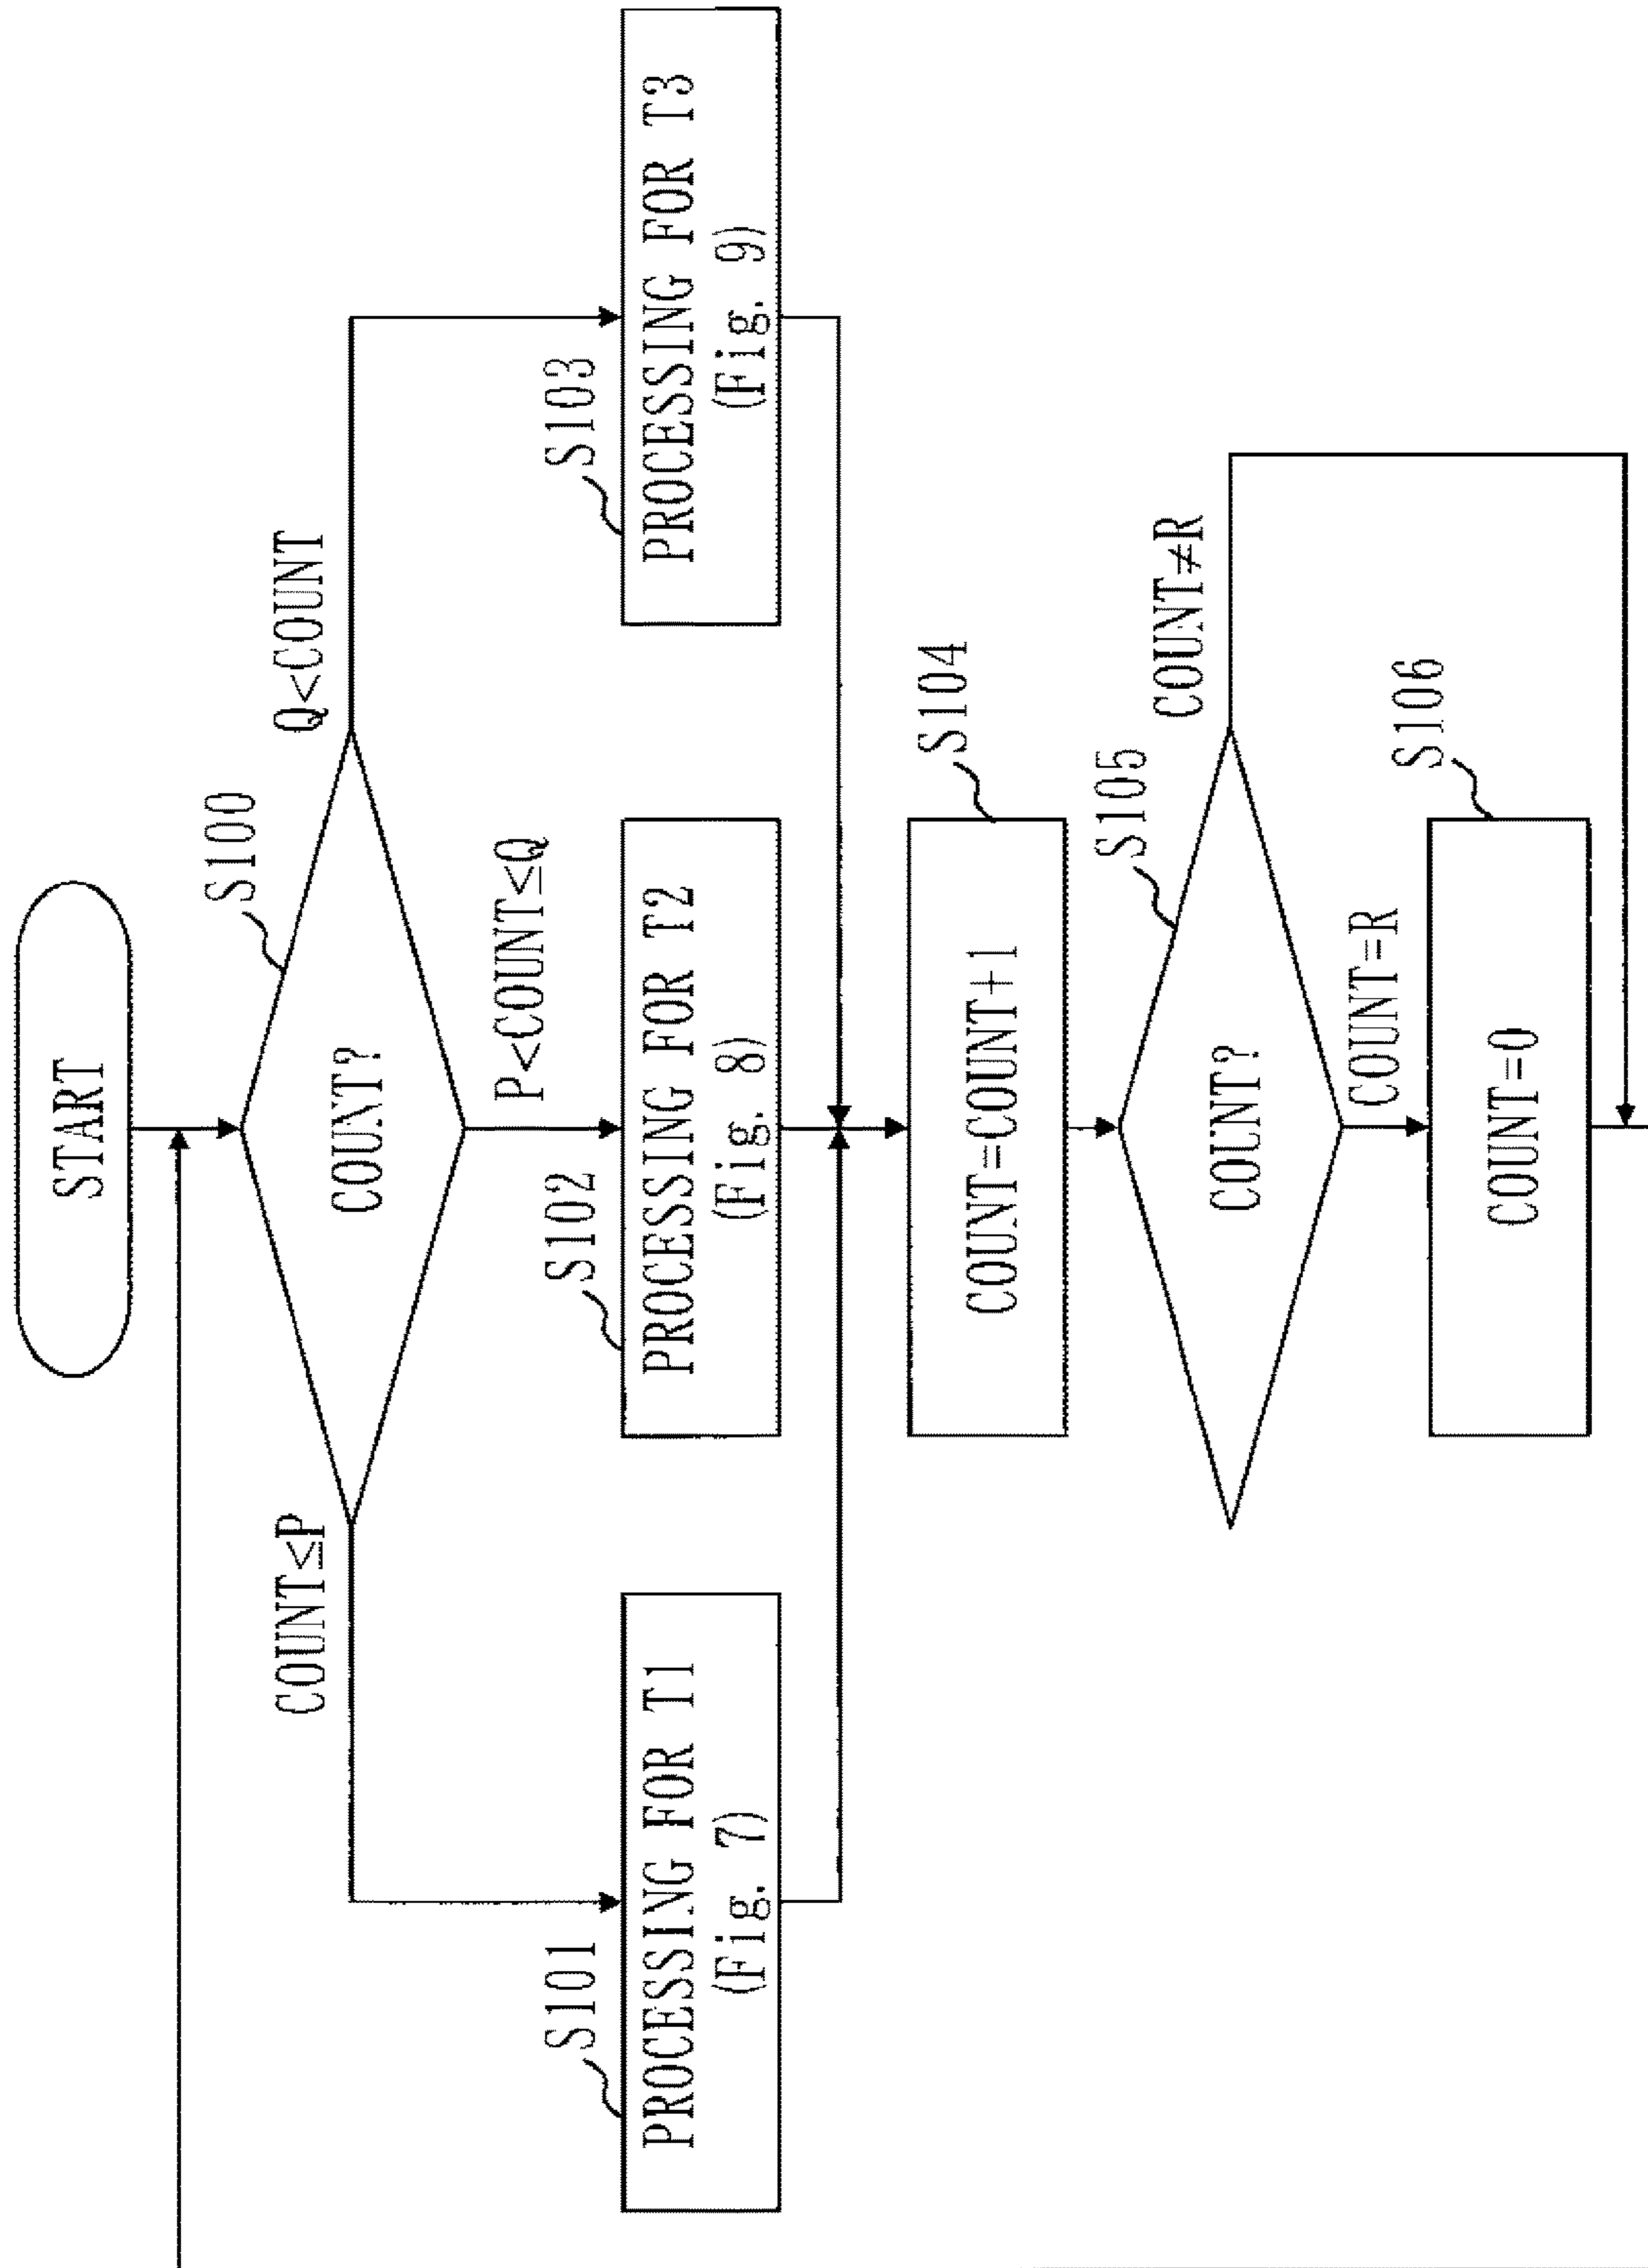 START
S100
COUNT?
COUNT≤P
P<COUNT≤Q
Q<COUNT
S101
PROCESSING FOR T1
(Fig. 7)
S102
PROCESSING FOR T2
(Fig. 8)
S103
PROCESSING FOR T3
(Fig. 9)
S104
COUNT=COUNT+1
S105
COUNT?
COUNT≠R
COUNT=R
S106
COUNT=0